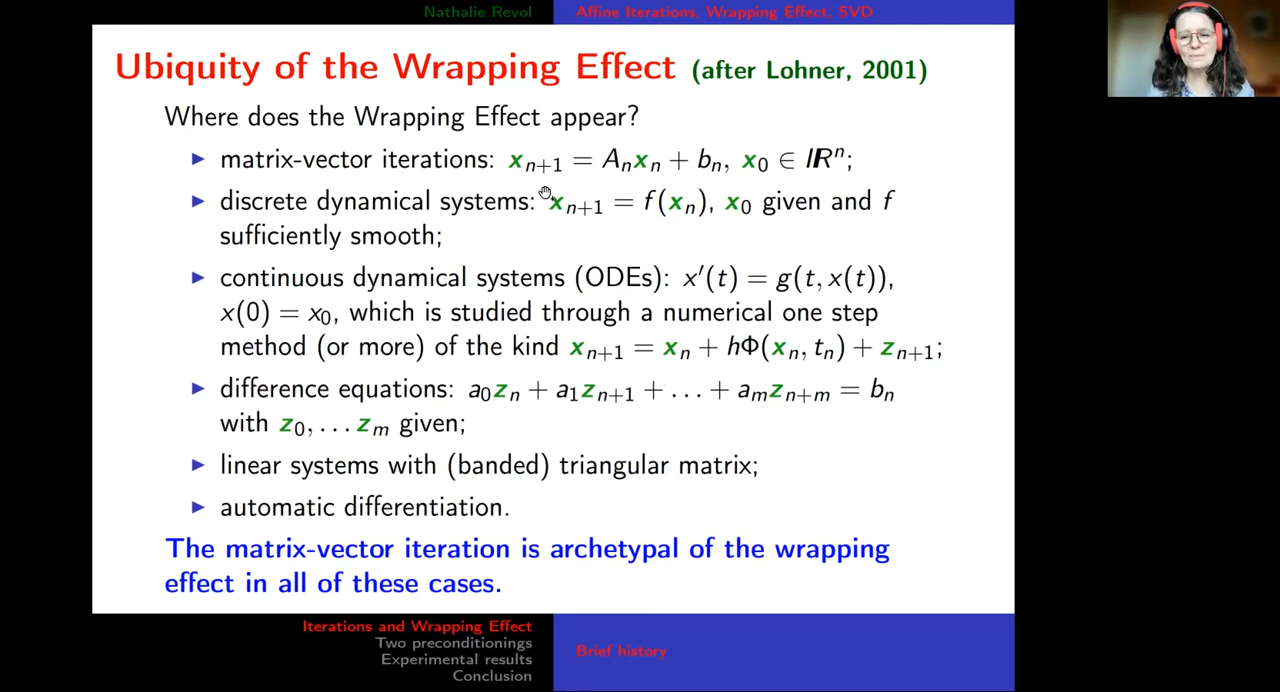 Nathalie Revol
Affine Iterations, Wrapping Effect, SVD
Ubiquity of the Wrapping Effect (after Lohner, 2001)
Where does the Wrapping Effect appear?
▶ matrix-vector iterations: xₙ₊₁ = Aₙxₙ + bₙ, x₀ ∈ IRⁿ;
▶ discrete dynamical systems: xₙ₊₁ = f(xₙ), x₀ given and f
sufficiently smooth;
▶ continuous dynamical systems (ODEs): x′(t) = g(t, x(t)),
x(0) = x₀, which is studied through a numerical one step
method (or more) of the kind xₙ₊₁ = xₙ + hΦ(xₙ, tₙ) + zₙ₊₁;
▶ difference equations: a₀zₙ + a₁zₙ₊₁ + . . . + aₘzₙ₊ₘ = bₙ
with z₀, . . . zₘ given;
▶ linear systems with (banded) triangular matrix;
▶ automatic differentiation.
The matrix-vector iteration is archetypal of the wrapping
effect in all of these cases.
Iterations and Wrapping Effect
Two preconditionings
Experimental results
Conclusion
Brief history